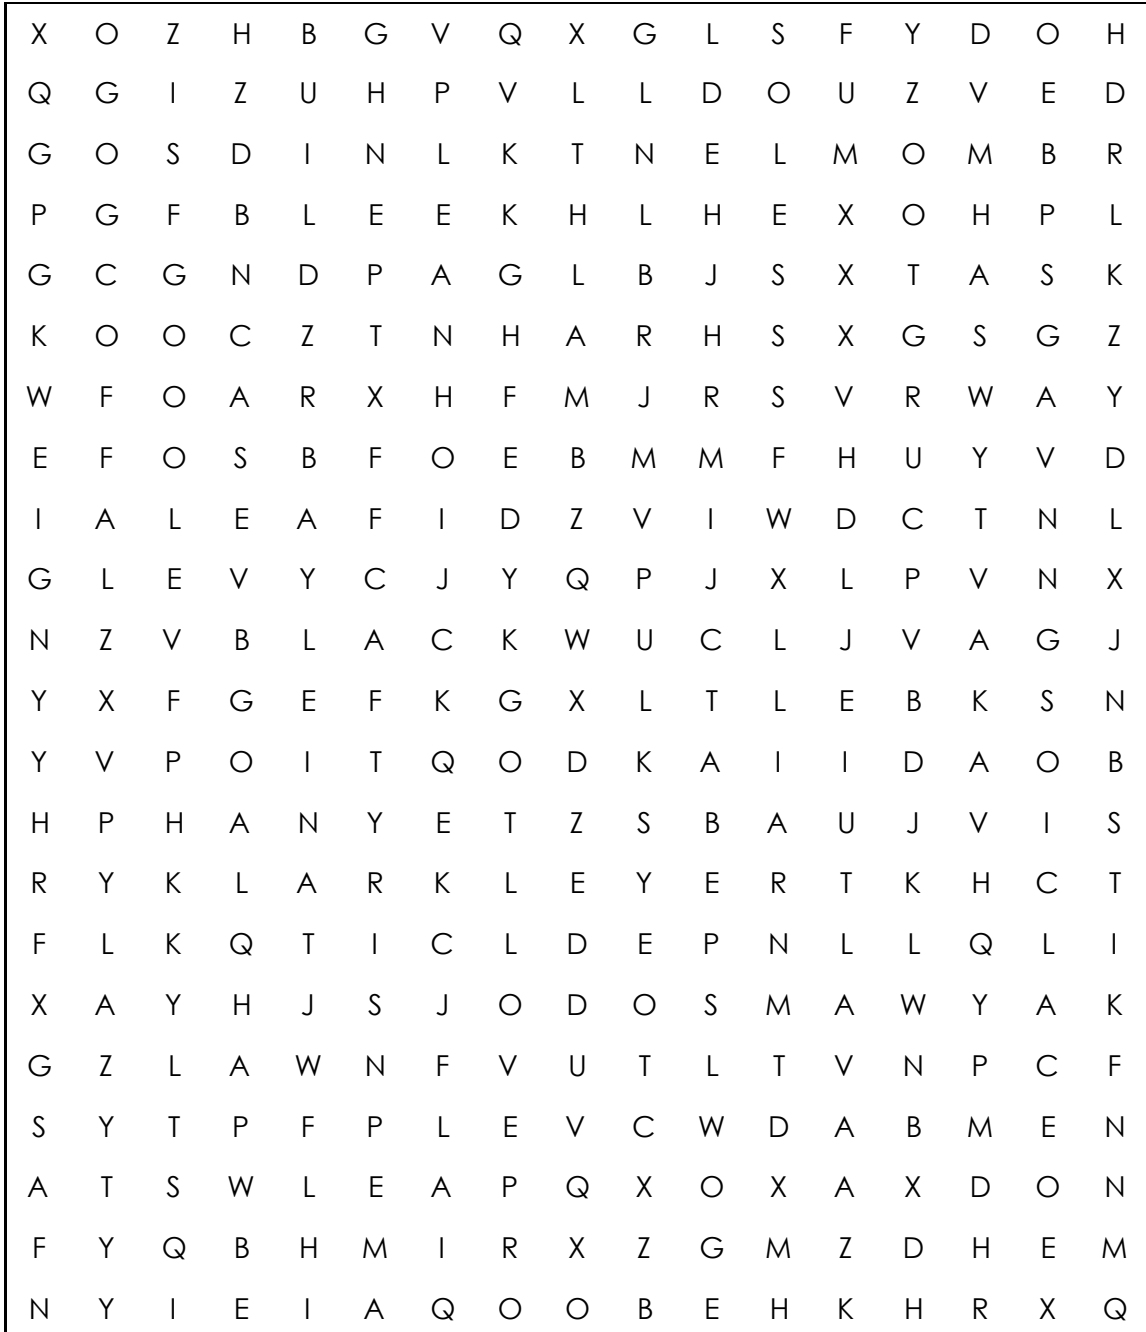 X O Z H B G V Q X G L S F Y D O H
Q G I Z U H P V L L D O U Z V E D
G O S D I N L K T N E L M O M B R
P G F B L E E K H L H E X O H P L
G C G N D P A G L B J S X T A S K
K O O C Z T N H A R H S X G S G Z
W F O A R X H F M J R S V R W A Y
E F O S B F O E B M M F H U Y V D
I A L E A F I D Z V I W D C T N L
G L E V Y C J Y Q P J X L P V N X
N Z V B L A C K W U C L J V A G J
Y X F G E F K G X L T L E B K S N
Y V P O I T Q O D K A I I D A O B
H P H A N Y E T Z S B A U J V I S
R Y K L A R K L E Y E R T K H C T
F L K Q T I C L D E P N L L Q L I
X A Y H J S J O D O S M A W Y A K
G Z L A W N F V U T L T V N P C F
S Y T P F P L E V C W D A B M E N
A T S W L E A P Q X O X A X D O N
F Y Q B H M I R X Z G M Z D H E M
N Y I E I A Q O O B E H K H R X Q